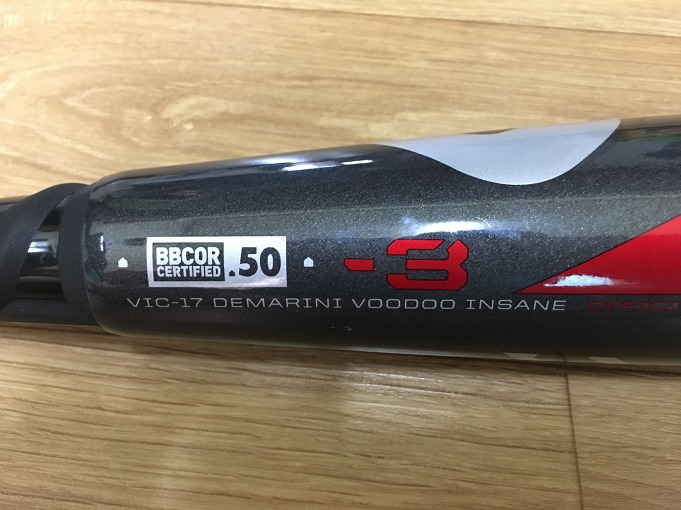 BBCOR
CERTIFIED
.50
-3
VIC-17 DEMARINI VOODOO INSANE